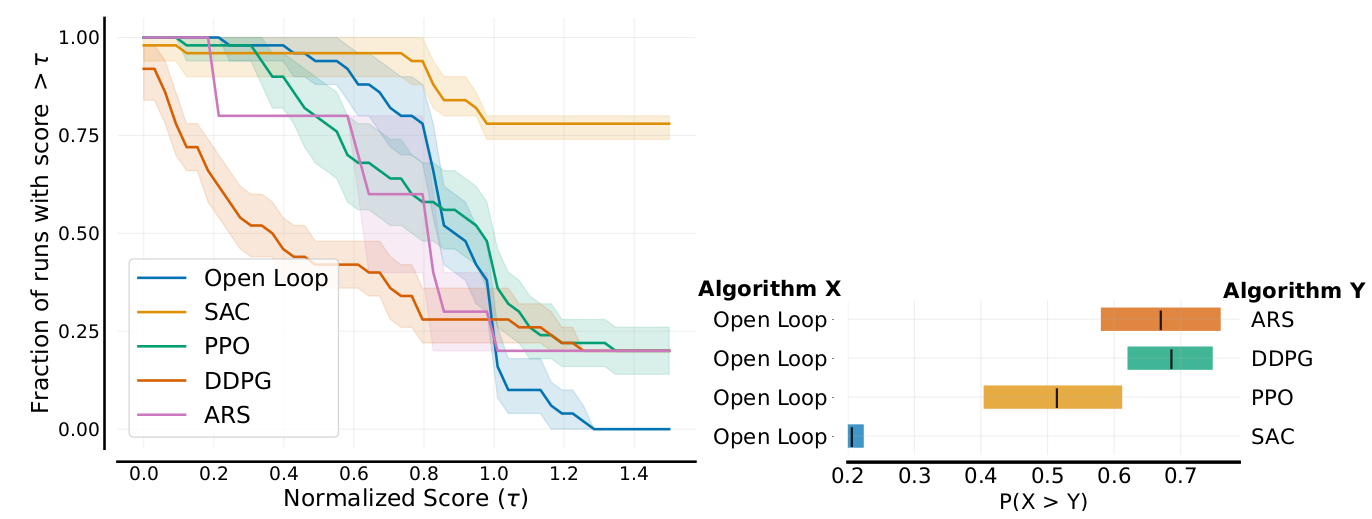 1.00
0.75
0.50
0.25
0.00
Fraction of runs with score > τ
Open Loop
SAC
PPO
DDPG
ARS
0.0 0.2 0.4 0.6 0.8 1.0 1.2 1.4
Normalized Score (τ)
Algorithm X Algorithm Y
Open Loop ARS
Open Loop DDPG
Open Loop PPO
Open Loop SAC
0.2 0.3 0.4 0.5 0.6 0.7
P(X > Y)